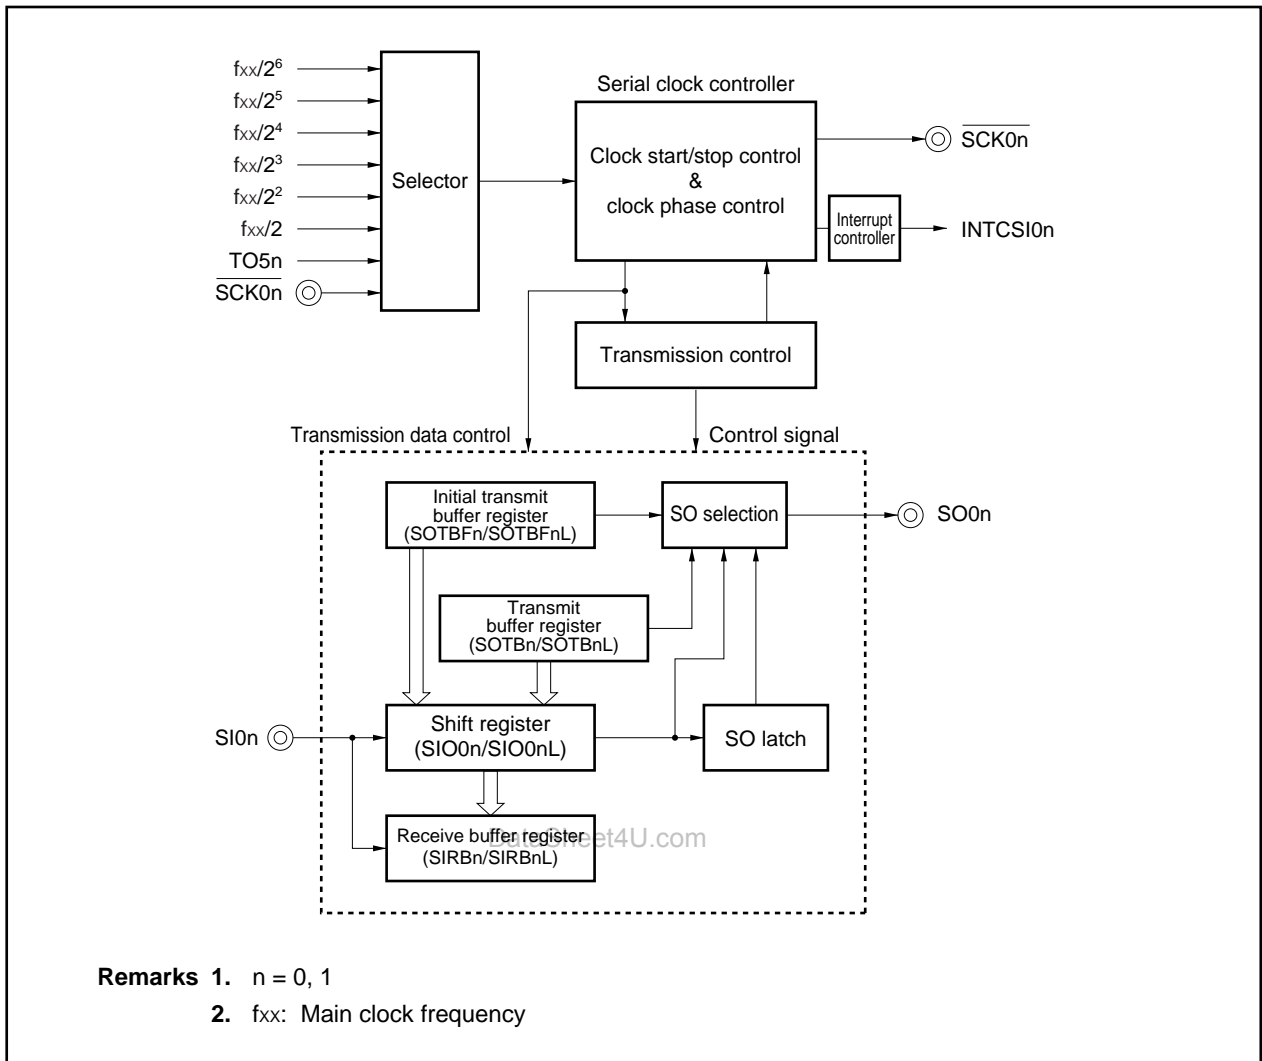 fxx/2⁶
fxx/2⁵
fxx/2⁴
fxx/2³
fxx/2²
fxx/2
TO5n
SCK0n
Selector
Serial clock controller
Clock start/stop control
&
clock phase control
SCK0n
Interrupt
controller
INTCSI0n
Transmission control
Transmission data control
Control signal
Initial transmit
buffer register
(SOTBFn/SOTBFnL)
SO selection
SO0n
Transmit
buffer register
(SOTBn/SOTBnL)
SI0n
Shift register
(SIO0n/SIO0nL)
SO latch
Receive buffer register
(SIRBn/SIRBnL)
DataSheet4U.com
Remarks 1. n = 0, 1
2. fxx: Main clock frequency